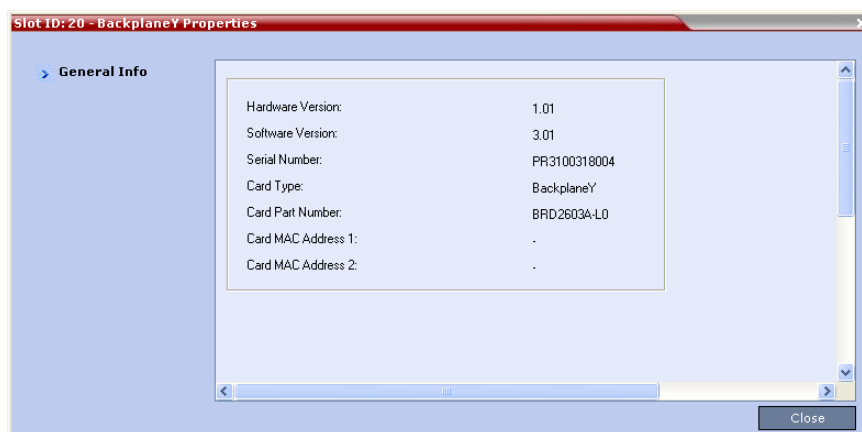 Slot ID: 20 - BackplaneY Properties
General Info
Hardware Version: 1.01
Software Version: 3.01
Serial Number: PR3100318004
Card Type: BackplaneY
Card Part Number: BRD2603A-L0
Card MAC Address 1: -
Card MAC Address 2: -
Close